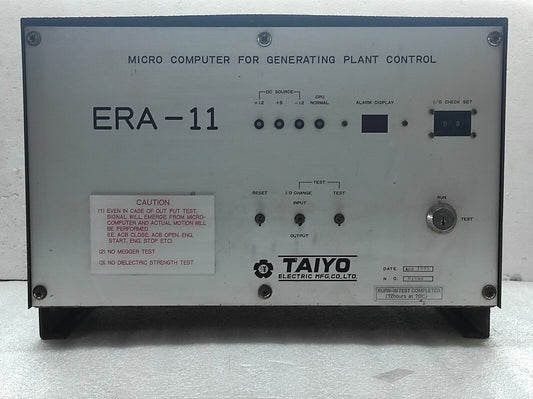 MICRO COMPUTER FOR GENERATING PLANT CONTROL
DC SOURCE
+12 +5 -12
CPU
NORMAL
ALARM DISPLAY
I/O CHECK SET
ERA-11
TEST
RESET
I/O CHANGE
TEST
INPUT
OUTPUT
RUN
TEST
CAUTION
(1) EVEN IN CASE OF OUT PUT TEST,
SIGNAL WILL EMERGE FROM MICRO-
COMPUTER AND ACTUAL MOTION WILL
BE PERFORMED.
(I.E. ACB CLOSE, ACB OPEN, ENG.
START, ENG. STOP ETC)
(2) NO MEGGER TEST
(3) NO DIELECTRIC STRENGTH TEST
TAIYO
ELECTRIC MFG.CO.,LTD.
DATE.
NO.
BURN-IN TEST COMPLETED
(72hours at 70°C)